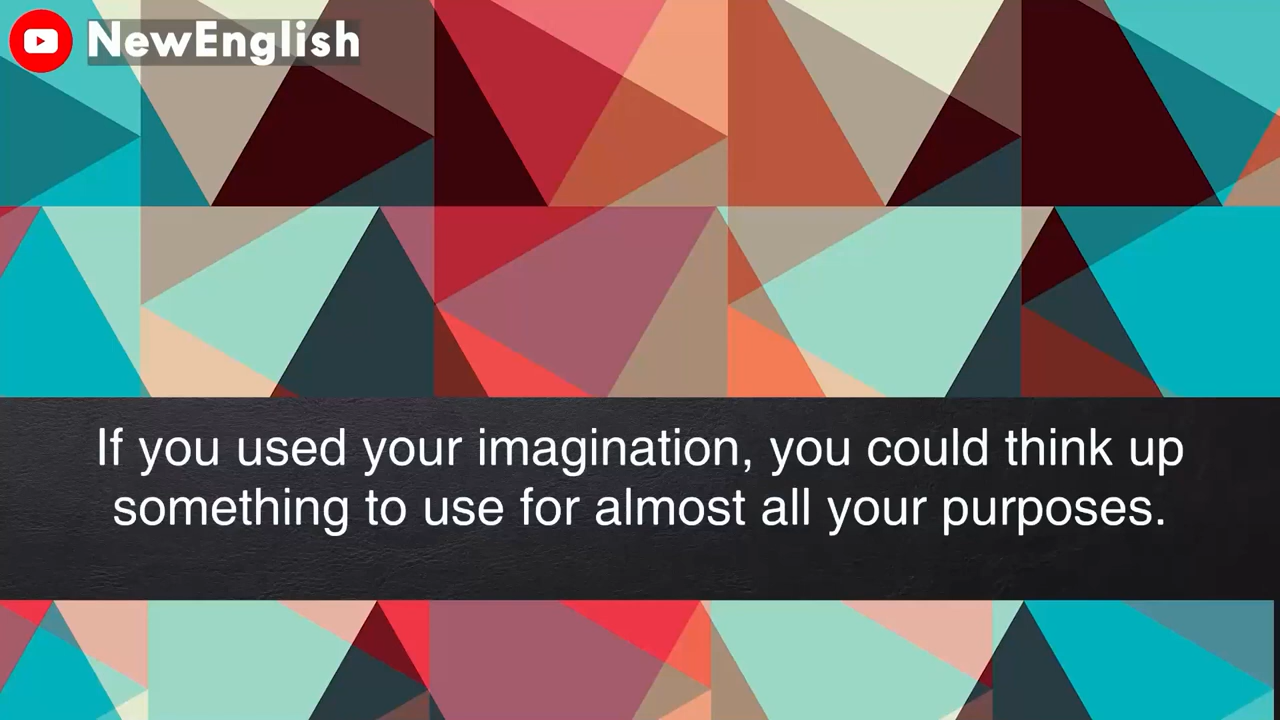 NewEnglish
If you used your imagination, you could think up
something to use for almost all your purposes.